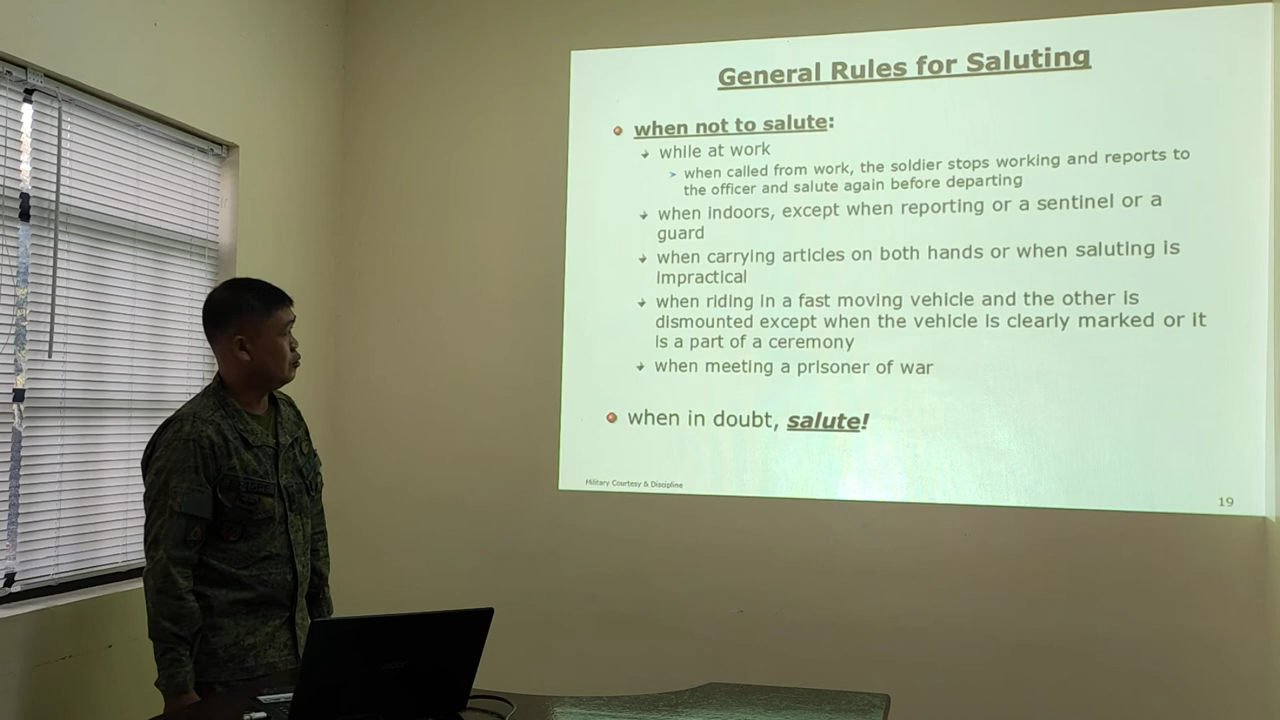 General Rules for Saluting
when not to salute:
while at work
when called from work, the soldier stops working and reports to
the officer and salute again before departing
when indoors, except when reporting or a sentinel or a
guard
when carrying articles on both hands or when saluting is
impractical
when riding in a fast moving vehicle and the other is
dismounted except when the vehicle is clearly marked or it
is a part of a ceremony
when meeting a prisoner of war
when in doubt, salute!
Military Courtesy & Discipline
19